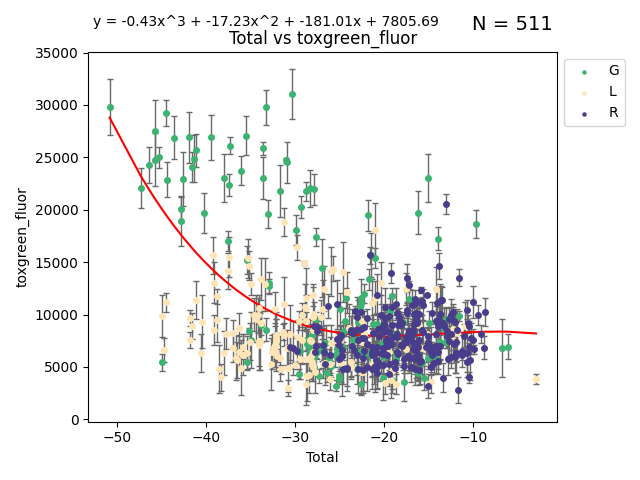 y = -0.43x^3 + -17.23x^2 + -181.01x + 7805.69
N = 511
Total vs toxgreen_fluor
G
L
R
toxgreen_fluor
35000
30000
25000
20000
15000
10000
5000
0
−50
−40
−30
−20
−10
Total